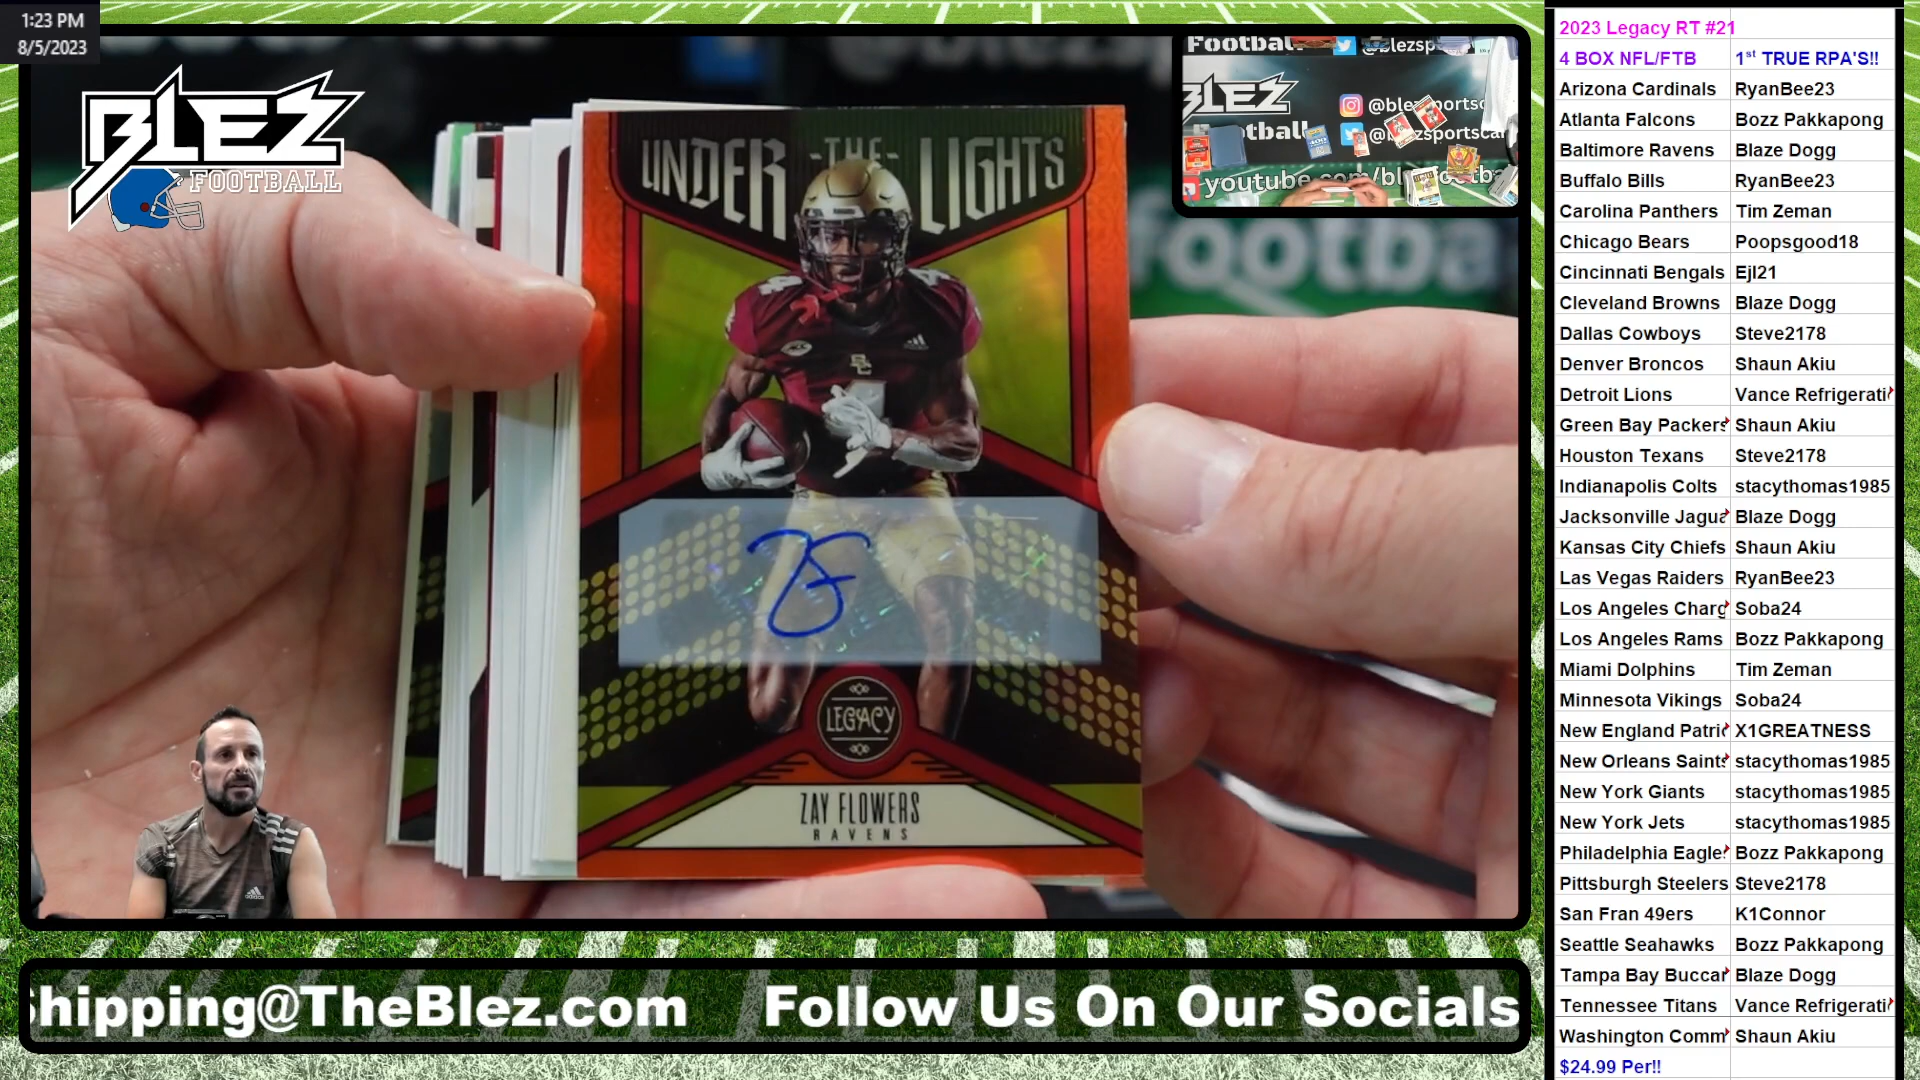 1:23 PM
8/5/2023
BLEZ
FOOTBALL
UNDER -THE- LIGHTS
BC
LEGACY
ZAY FLOWERS
RAVENS
BLEZ
youtube.com/bl
footba
Shipping@TheBlez.com Follow Us On Our Socials
2023 Legacy RT #21
4 BOX NFL/FTB 1st TRUE RPA'S!!
Arizona Cardinals RyanBee23
Atlanta Falcons Bozz Pakkapong
Baltimore Ravens Blaze Dogg
Buffalo Bills RyanBee23
Carolina Panthers Tim Zeman
Chicago Bears Poopsgood18
Cincinnati Bengals Ejl21
Cleveland Browns Blaze Dogg
Dallas Cowboys Steve2178
Denver Broncos Shaun Akiu
Detroit Lions Vance Refrigerati
Green Bay Packers Shaun Akiu
Houston Texans Steve2178
Indianapolis Colts stacythomas1985
Jacksonville Jagua Blaze Dogg
Kansas City Chiefs Shaun Akiu
Las Vegas Raiders RyanBee23
Los Angeles Charg Soba24
Los Angeles Rams Bozz Pakkapong
Miami Dolphins Tim Zeman
Minnesota Vikings Soba24
New England Patri X1GREATNESS
New Orleans Saints stacythomas1985
New York Giants stacythomas1985
New York Jets stacythomas1985
Philadelphia Eagle Bozz Pakkapong
Pittsburgh Steelers Steve2178
San Fran 49ers K1Connor
Seattle Seahawks Bozz Pakkapong
Tampa Bay Buccar Blaze Dogg
Tennessee Titans Vance Refrigerati
Washington Comm Shaun Akiu
$24.99 Per!!